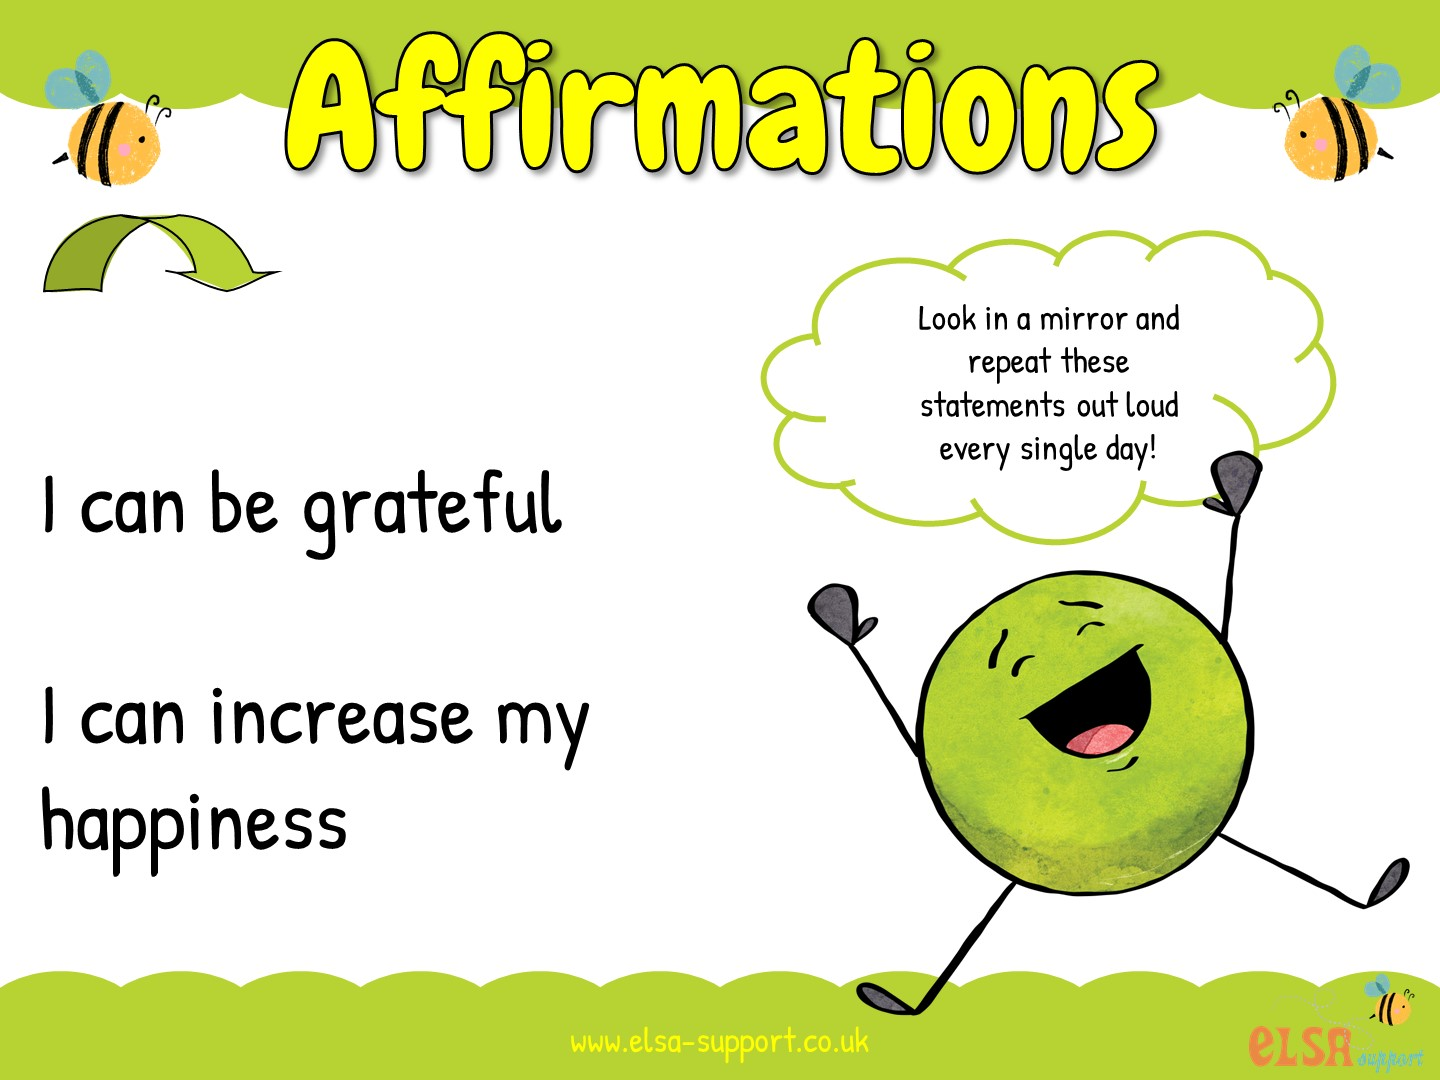 Affirmations
Look in a mirror and
repeat these
statements out loud
every single day!
I can be grateful
I can increase my
happiness
www.elsa-support.co.uk
ELSA
support